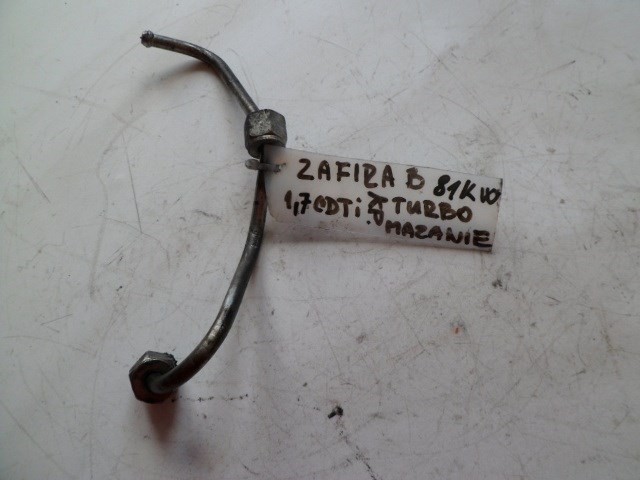 ZAFIRA B 81KW
1,7CDTi TURBO
MAZANIE